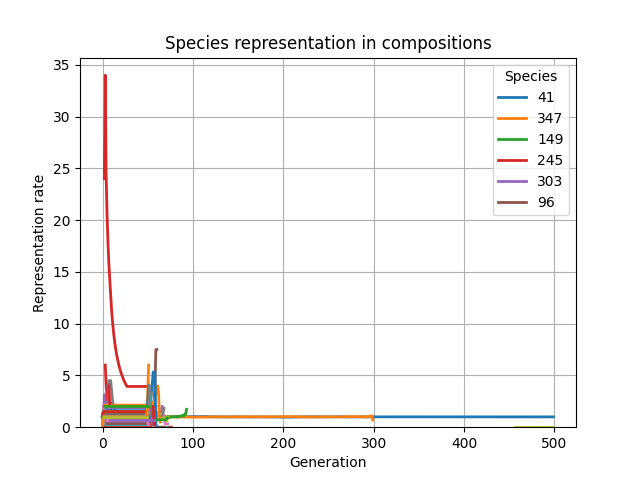 Species representation in compositions
35
30
25
20
15
10
5
0
Representation rate
0 100 200 300 400 500
Generation
Species
41
347
149
245
303
96